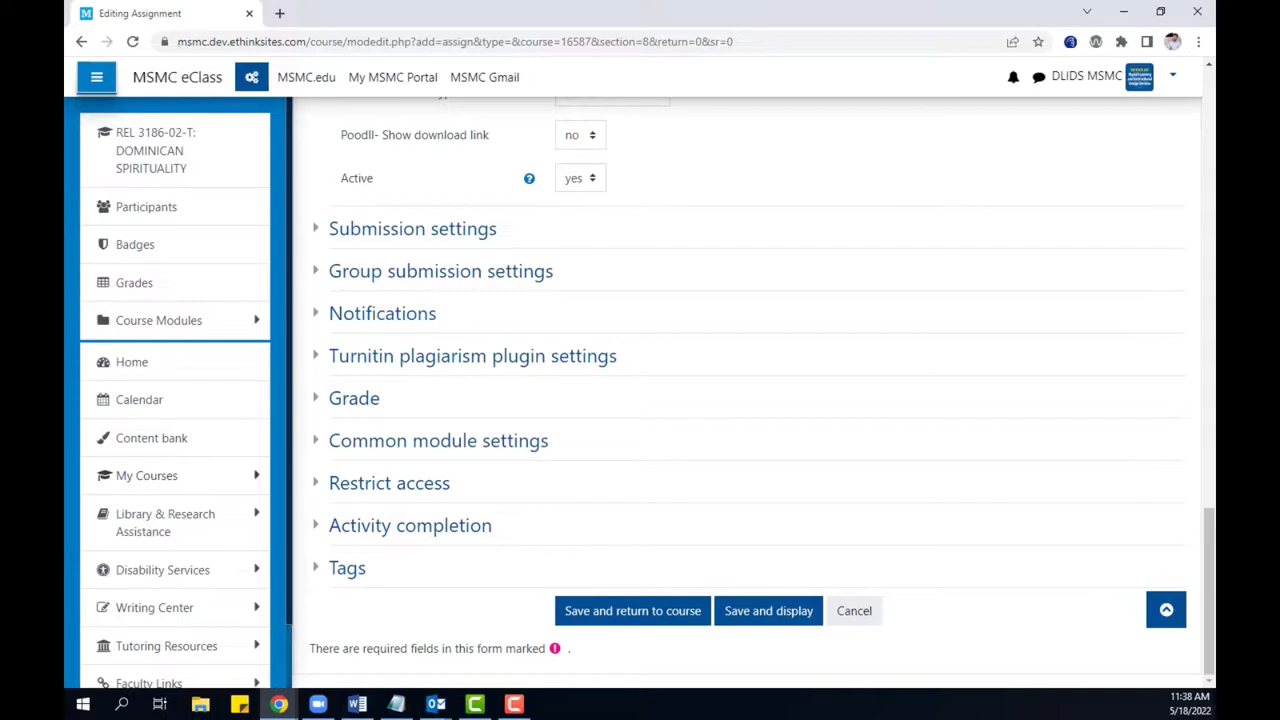 Editing Assignment
msmc.dev.ethinksites.com/course/modedit.php?add=assign&type=&course=16587&section=8&return=0&sr=0
MSMC eClass
MSMC.edu
My MSMC Portal
MSMC Gmail
DLIDS MSMC
REL 3186-02-T:
DOMINICAN
SPIRITUALITY
Participants
Badges
Grades
Course Modules
Home
Calendar
Content bank
My Courses
Library & Research
Assistance
Disability Services
Writing Center
Tutoring Resources
Faculty Links
Poodll- Show download link
no
Active
yes
Submission settings
Group submission settings
Notifications
Turnitin plagiarism plugin settings
Grade
Common module settings
Restrict access
Activity completion
Tags
Save and return to course
Save and display
Cancel
There are required fields in this form marked .
11:38 AM
5/18/2022